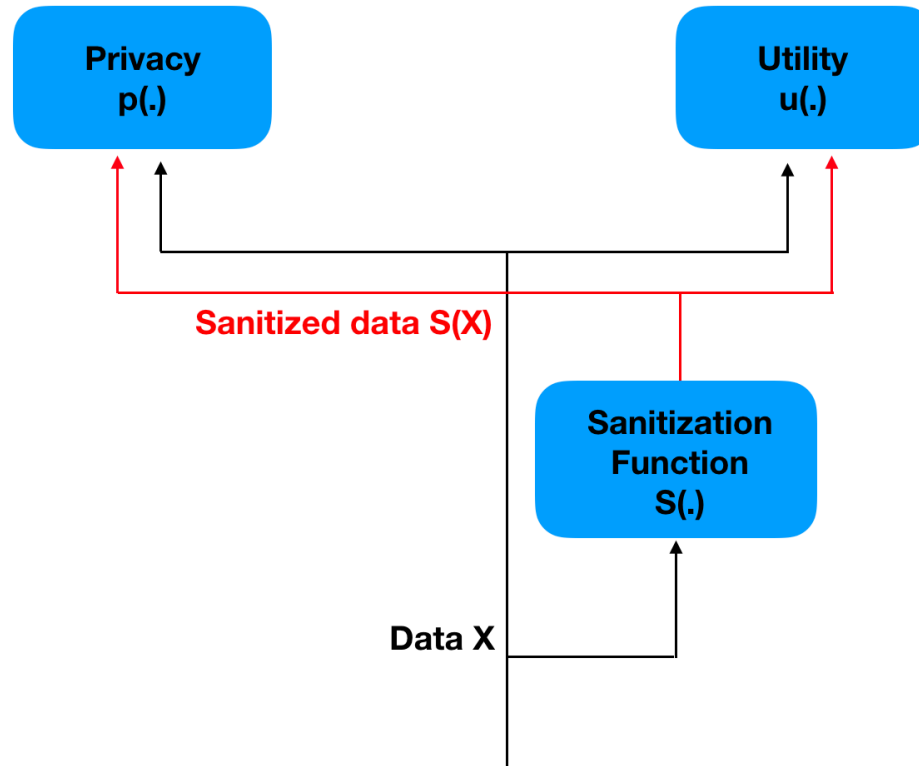 Privacy
p(.)
Utility
u(.)
Sanitized data S(X)
Sanitization
Function
S(.)
Data X